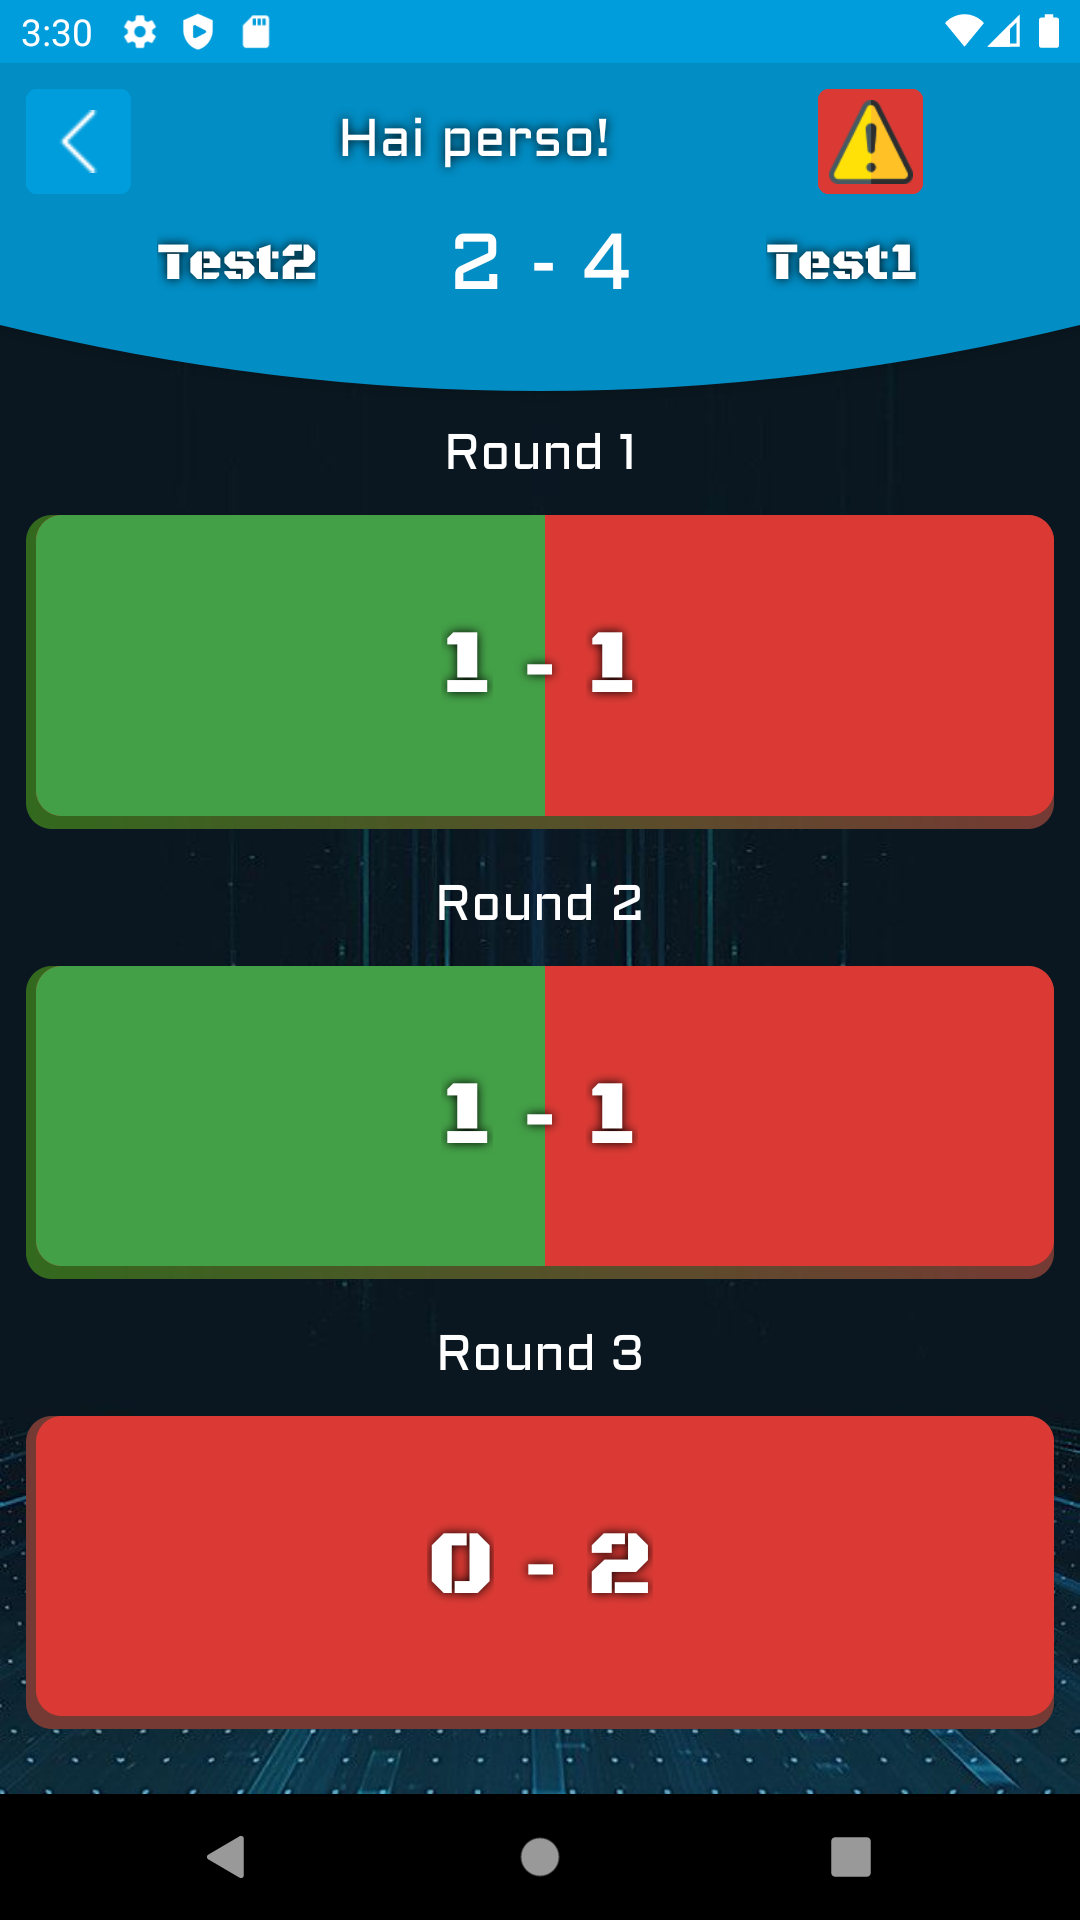 3:30
Hai perso!
Test2 2 - 4 Test1
Round 1
1 - 1
Round 2
1 - 1
Round 3
0 - 2